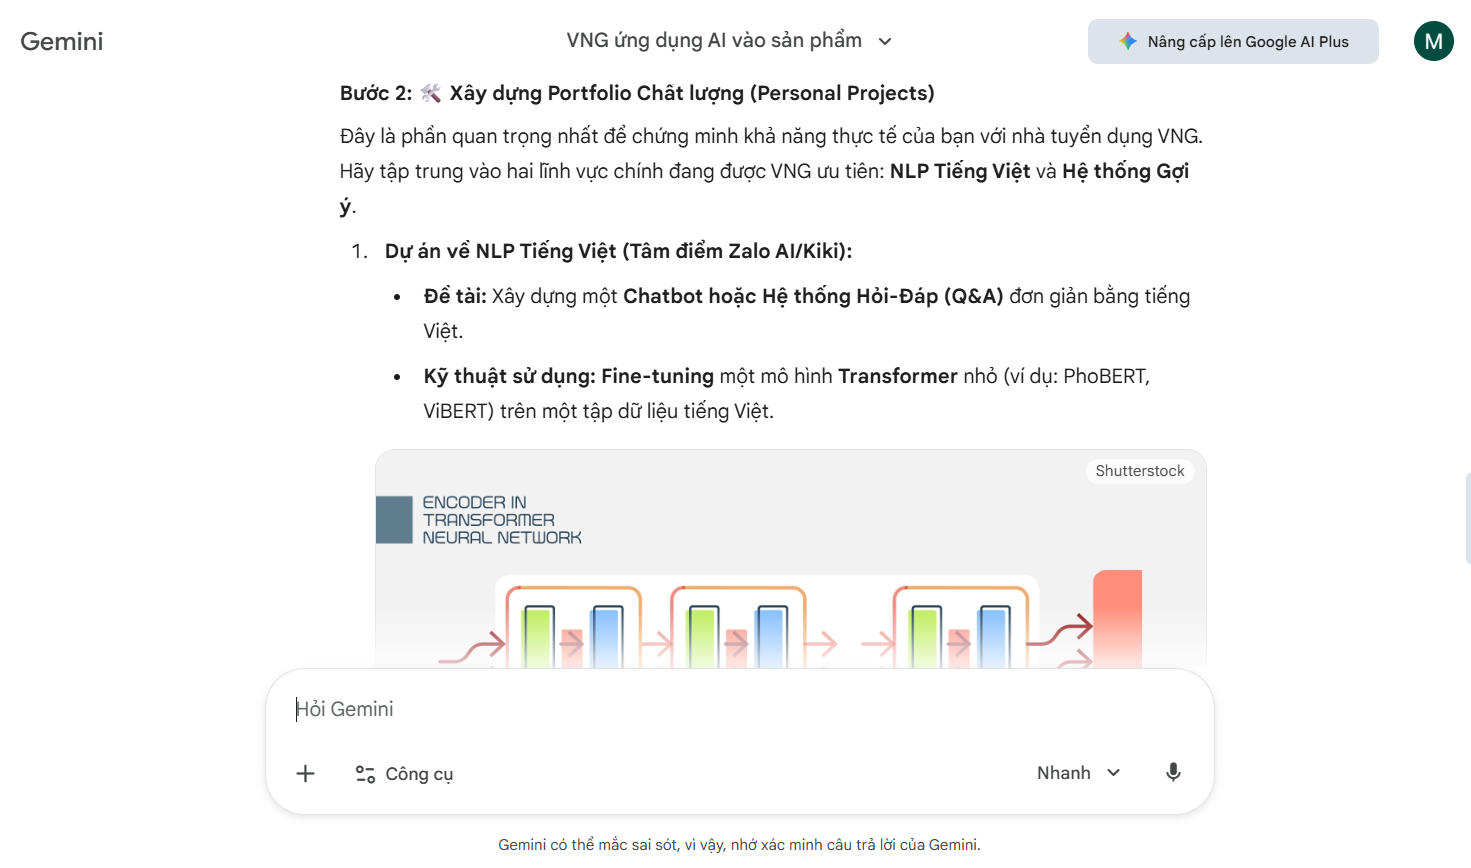 Gemini
VNG ứng dụng AI vào sản phẩm
Nâng cấp lên Google AI Plus
M
Bước 2: 🛠️ Xây dựng Portfolio Chất lượng (Personal Projects)
Đây là phần quan trọng nhất để chứng minh khả năng thực tế của bạn với nhà tuyển dụng VNG.
Hãy tập trung vào hai lĩnh vực chính đang được VNG ưu tiên: NLP Tiếng Việt và Hệ thống Gợi
ý.
1. Dự án về NLP Tiếng Việt (Tâm điểm Zalo AI/Kiki):
• Đề tài: Xây dựng một Chatbot hoặc Hệ thống Hỏi-Đáp (Q&A) đơn giản bằng tiếng
Việt.
• Kỹ thuật sử dụng: Fine-tuning một mô hình Transformer nhỏ (ví dụ: PhoBERT,
ViBERT) trên một tập dữ liệu tiếng Việt.
Shutterstock
ENCODER IN
TRANSFORMER
NEURAL NETWORK
Hỏi Gemini
Công cụ
Nhanh
Gemini có thể mắc sai sót, vì vậy, nhớ xác minh câu trả lời của Gemini.